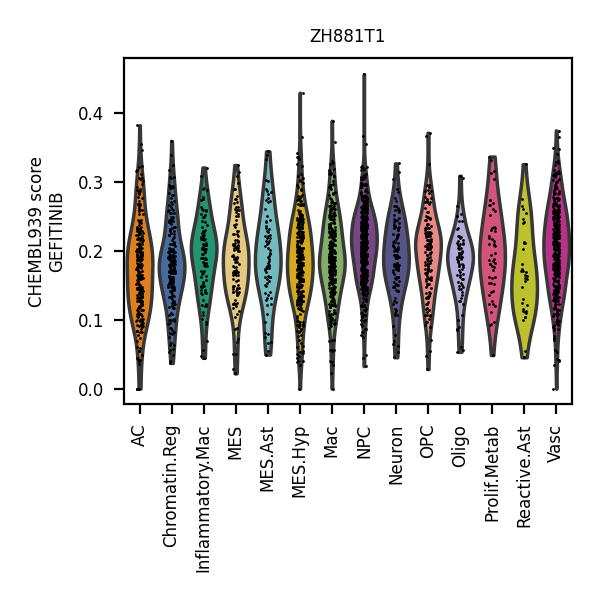 ZH881T1
CHEMBL939 score
GEFITINIB
0.4
0.3
0.2
0.1
0.0
AC
Chromatin.Reg
Inflammatory.Mac
MES
MES.Ast
MES.Hyp
Mac
NPC
Neuron
OPC
Oligo
Prolif.Metab
Reactive.Ast
Vasc